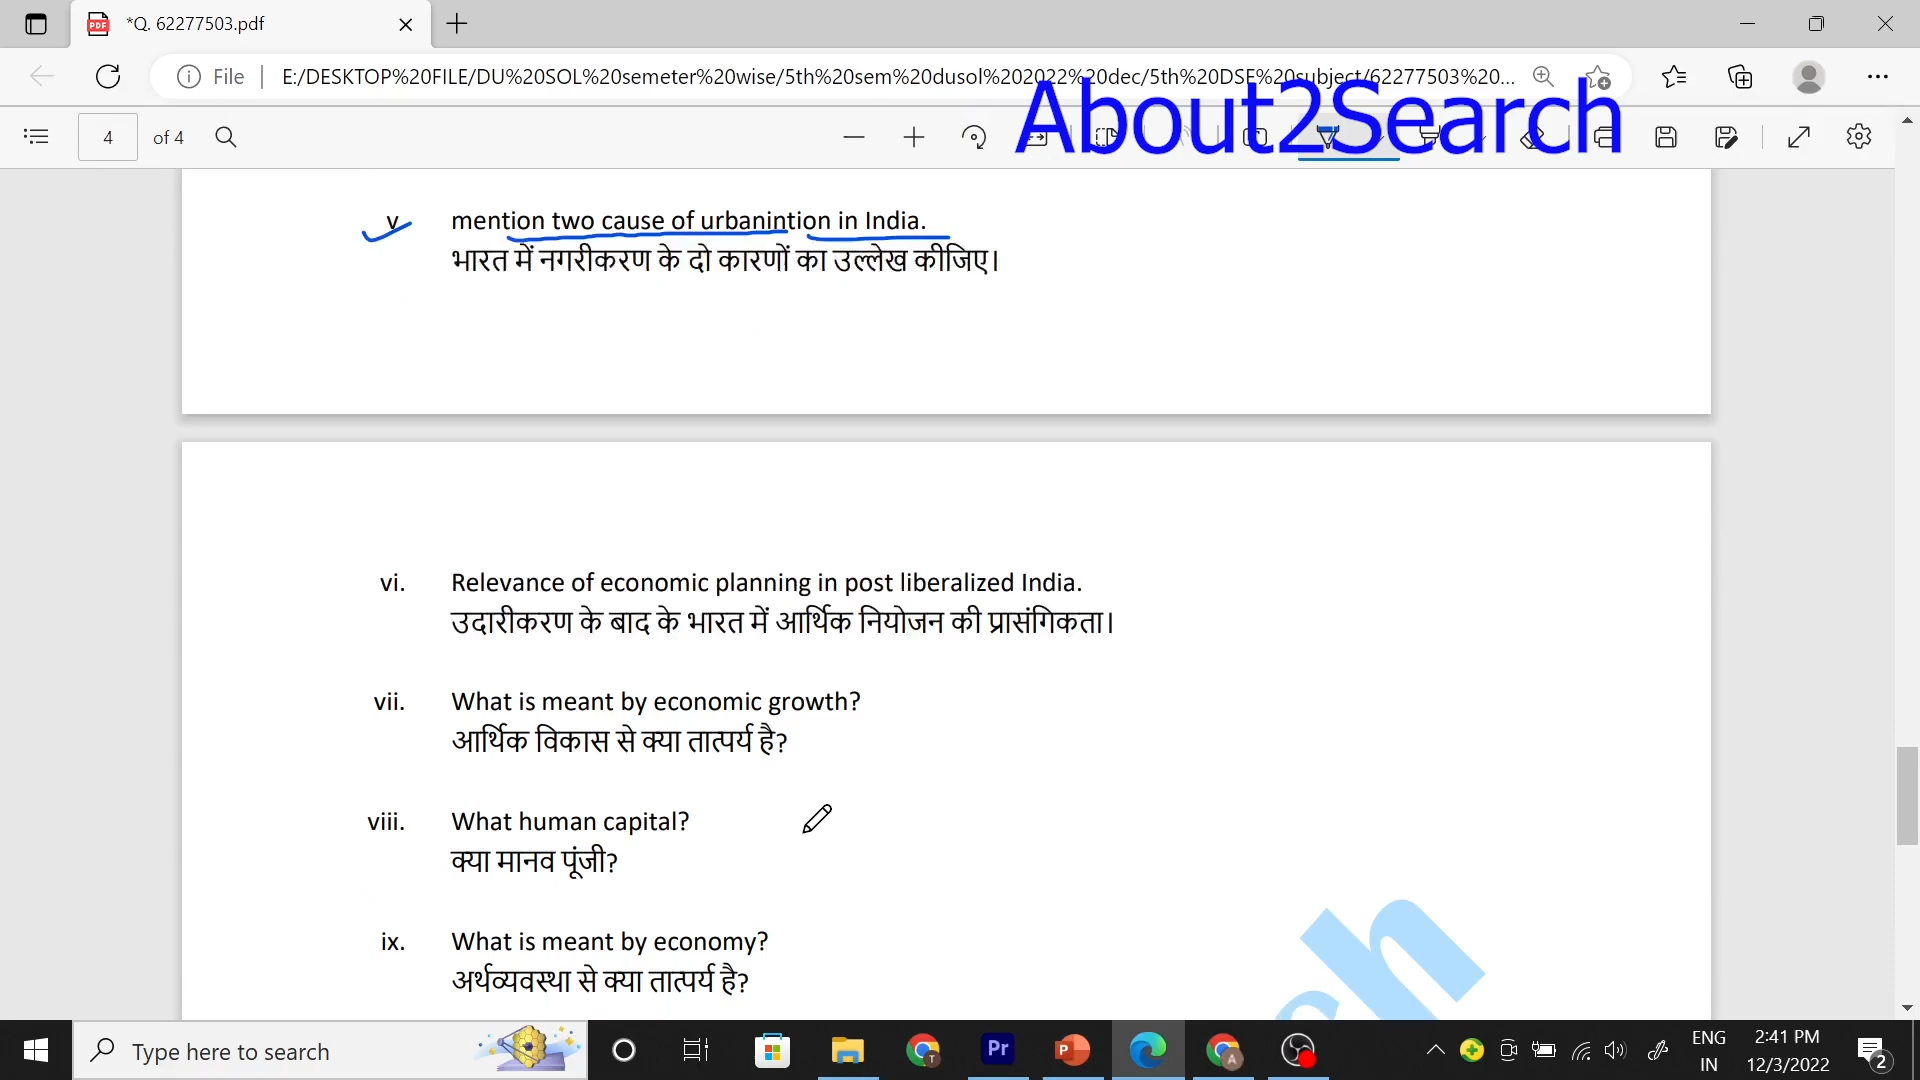 *Q. 62277503.pdf
File
E:/DESKTOP%20FILE/DU%20SOL%20semeter%20wise/5th%20sem%20dusol%202022%20dec/5th%20DSE%20subject/62277503%20...
About2Search
4 of 4
v mention two cause of urbanintion in India.
भारत में नगरीकरण के दो कारणों का उल्लेख कीजिए।
vi. Relevance of economic planning in post liberalized India.
उदारीकरण के बाद के भारत में आर्थिक नियोजन की प्रासंगिकता।
vii. What is meant by economic growth?
आर्थिक विकास से क्या तात्पर्य है?
viii. What human capital?
क्या मानव पूंजी?
ix. What is meant by economy?
अर्थव्यवस्था से क्या तात्पर्य है?
ch
Type here to search
T
Pr
P
A
ENG
IN
2:41 PM
12/3/2022
2